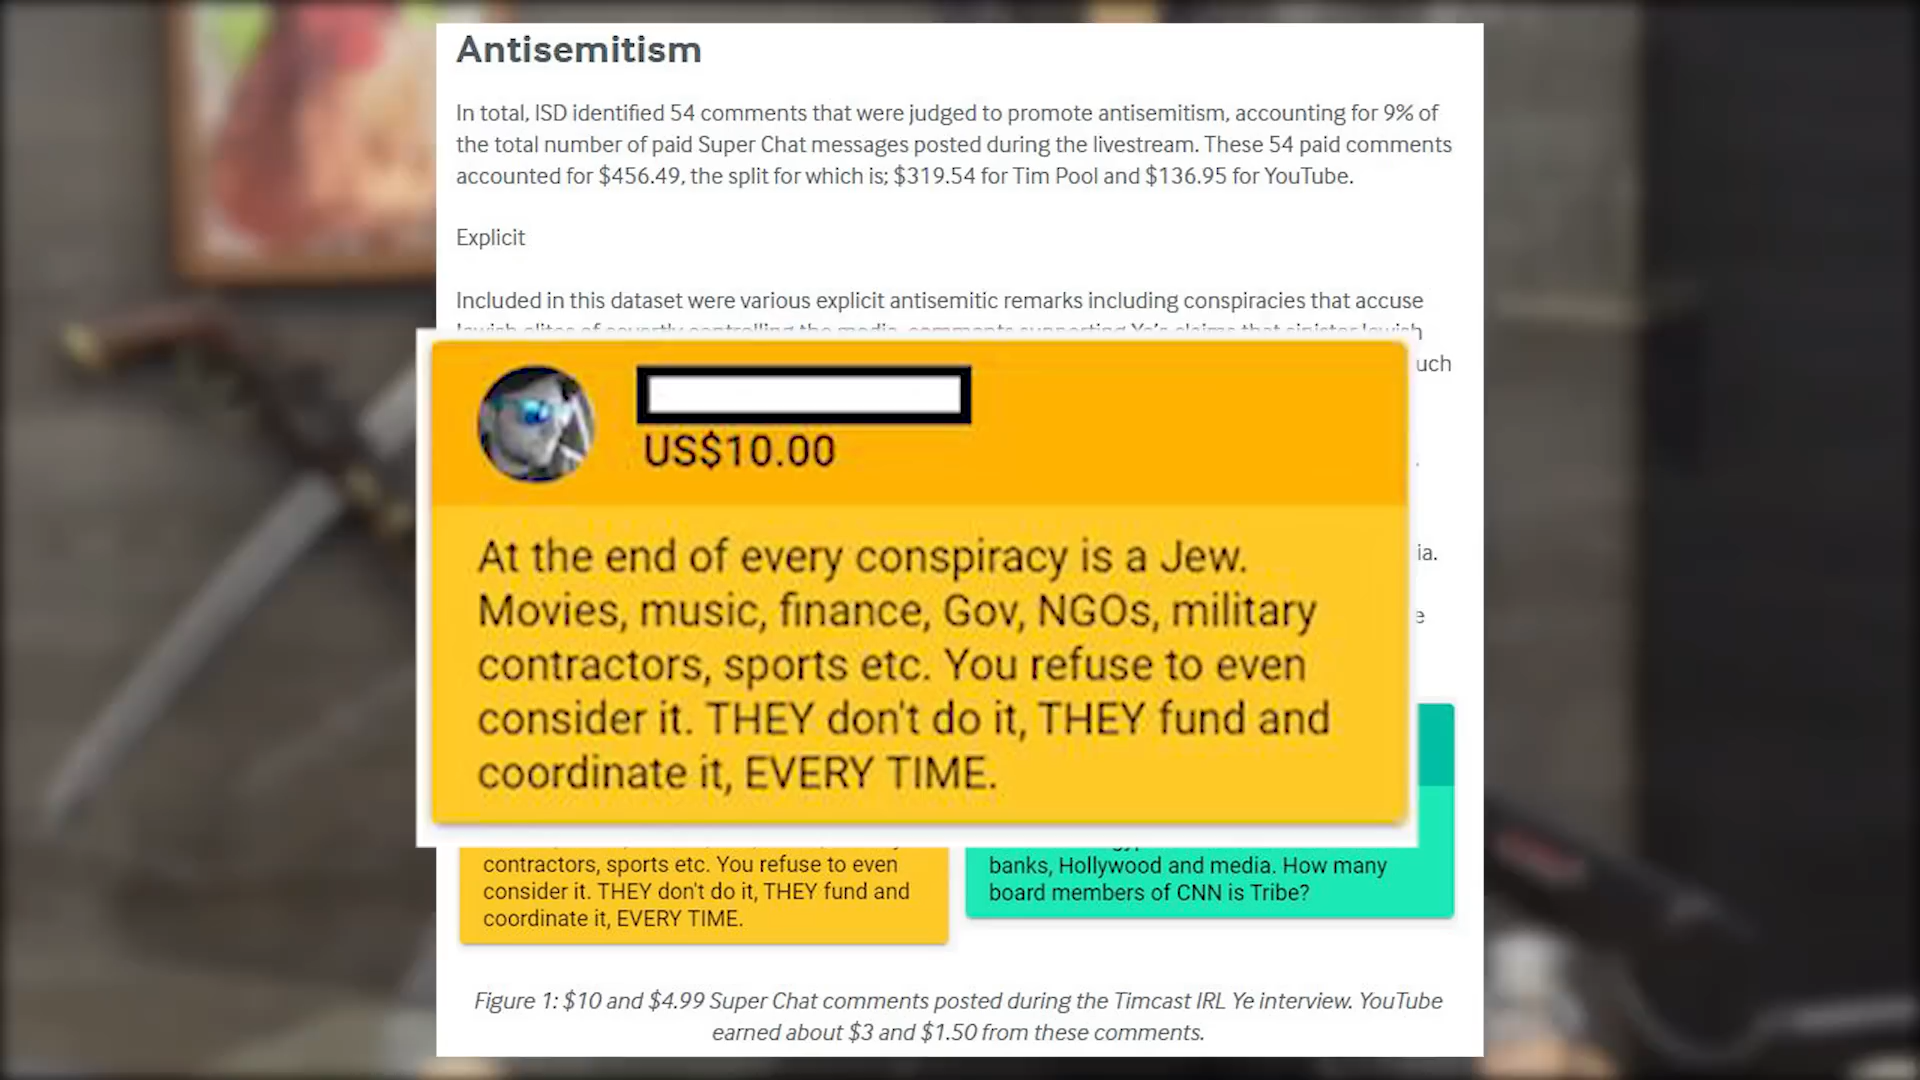 Antisemitism
In total, ISD identified 54 comments that were judged to promote antisemitism, accounting for 9% of
the total number of paid Super Chat messages posted during the livestream. These 54 paid comments
accounted for $456.49, the split for which is; $319.54 for Tim Pool and $136.95 for YouTube.
Explicit
Included in this dataset were various explicit antisemitic remarks including conspiracies that accuse
US$10.00
At the end of every conspiracy is a Jew.
Movies, music, finance, Gov, NGOs, military
contractors, sports etc. You refuse to even
consider it. THEY don't do it, THEY fund and
coordinate it, EVERY TIME.
contractors, sports etc. You refuse to even
consider it. THEY don't do it, THEY fund and
coordinate it, EVERY TIME.
banks, Hollywood and media. How many
board members of CNN is Tribe?
Figure 1: $10 and $4.99 Super Chat comments posted during the Timcast IRL Ye interview. YouTube
earned about $3 and $1.50 from these comments.